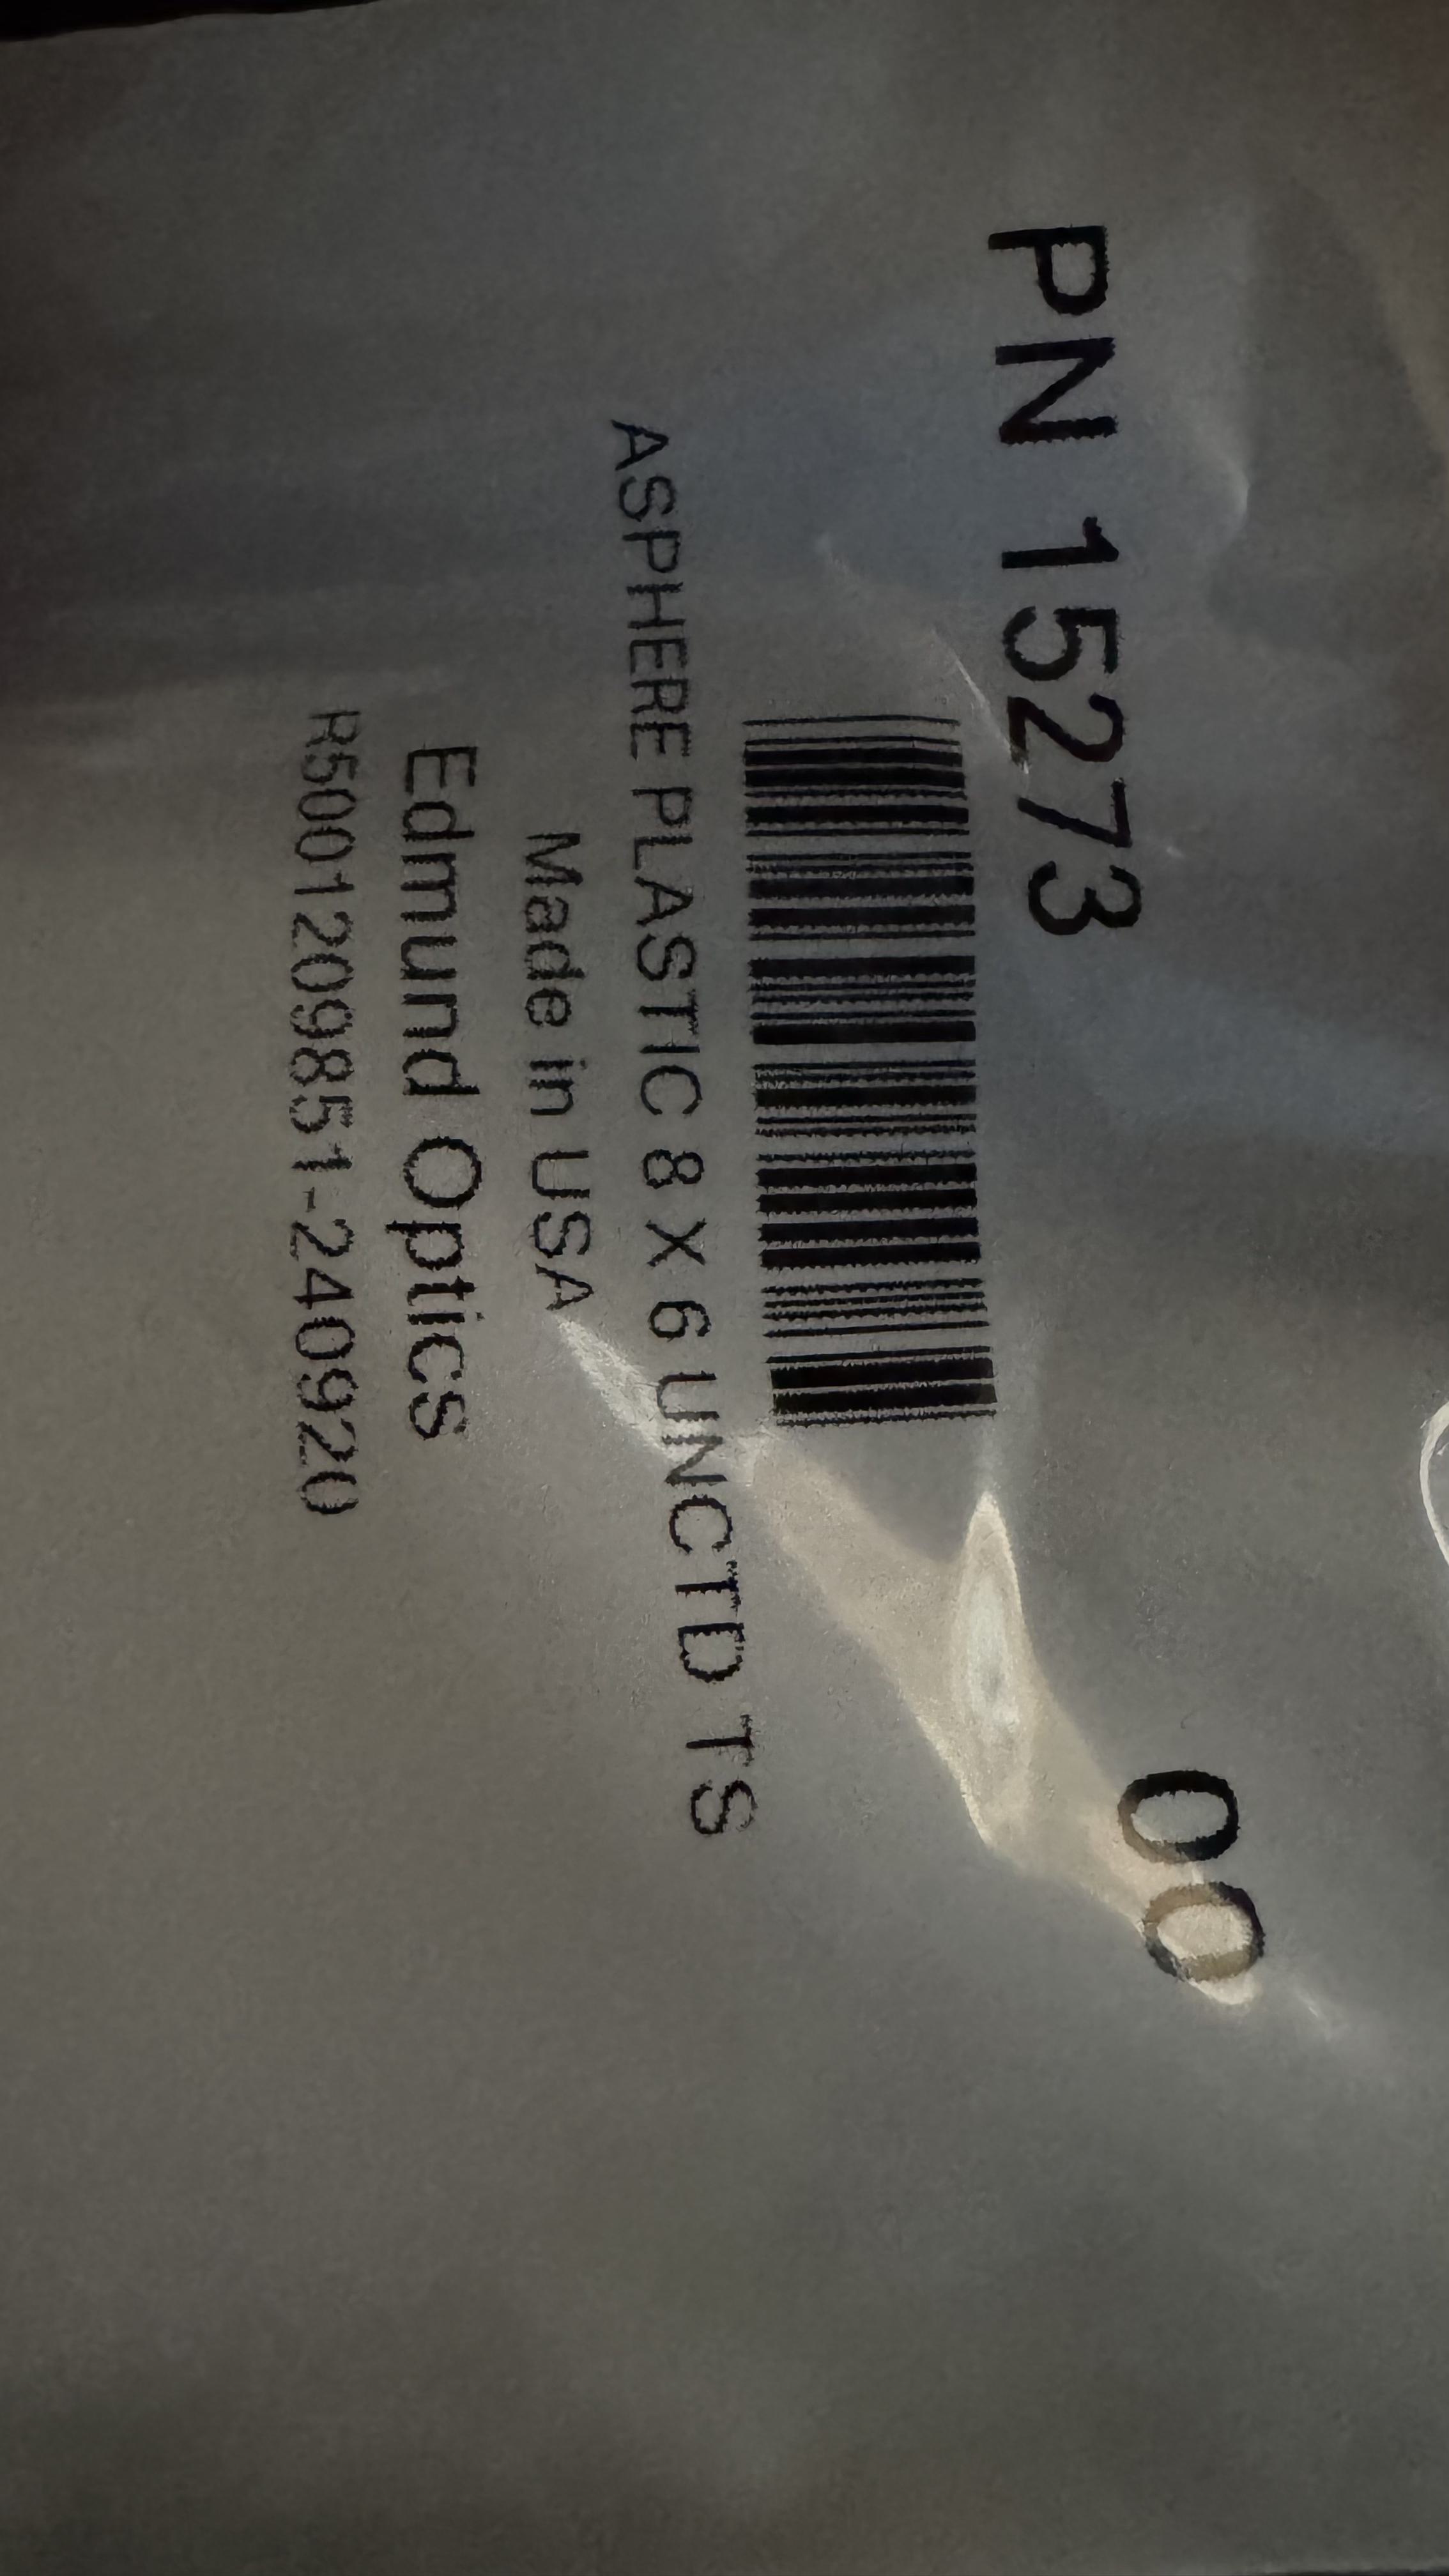 PN 15273 00
ASPHERE PLASTIC 8 X 6 UNCTD TS
Made in USA
Edmund Optics
R5001209851-240920